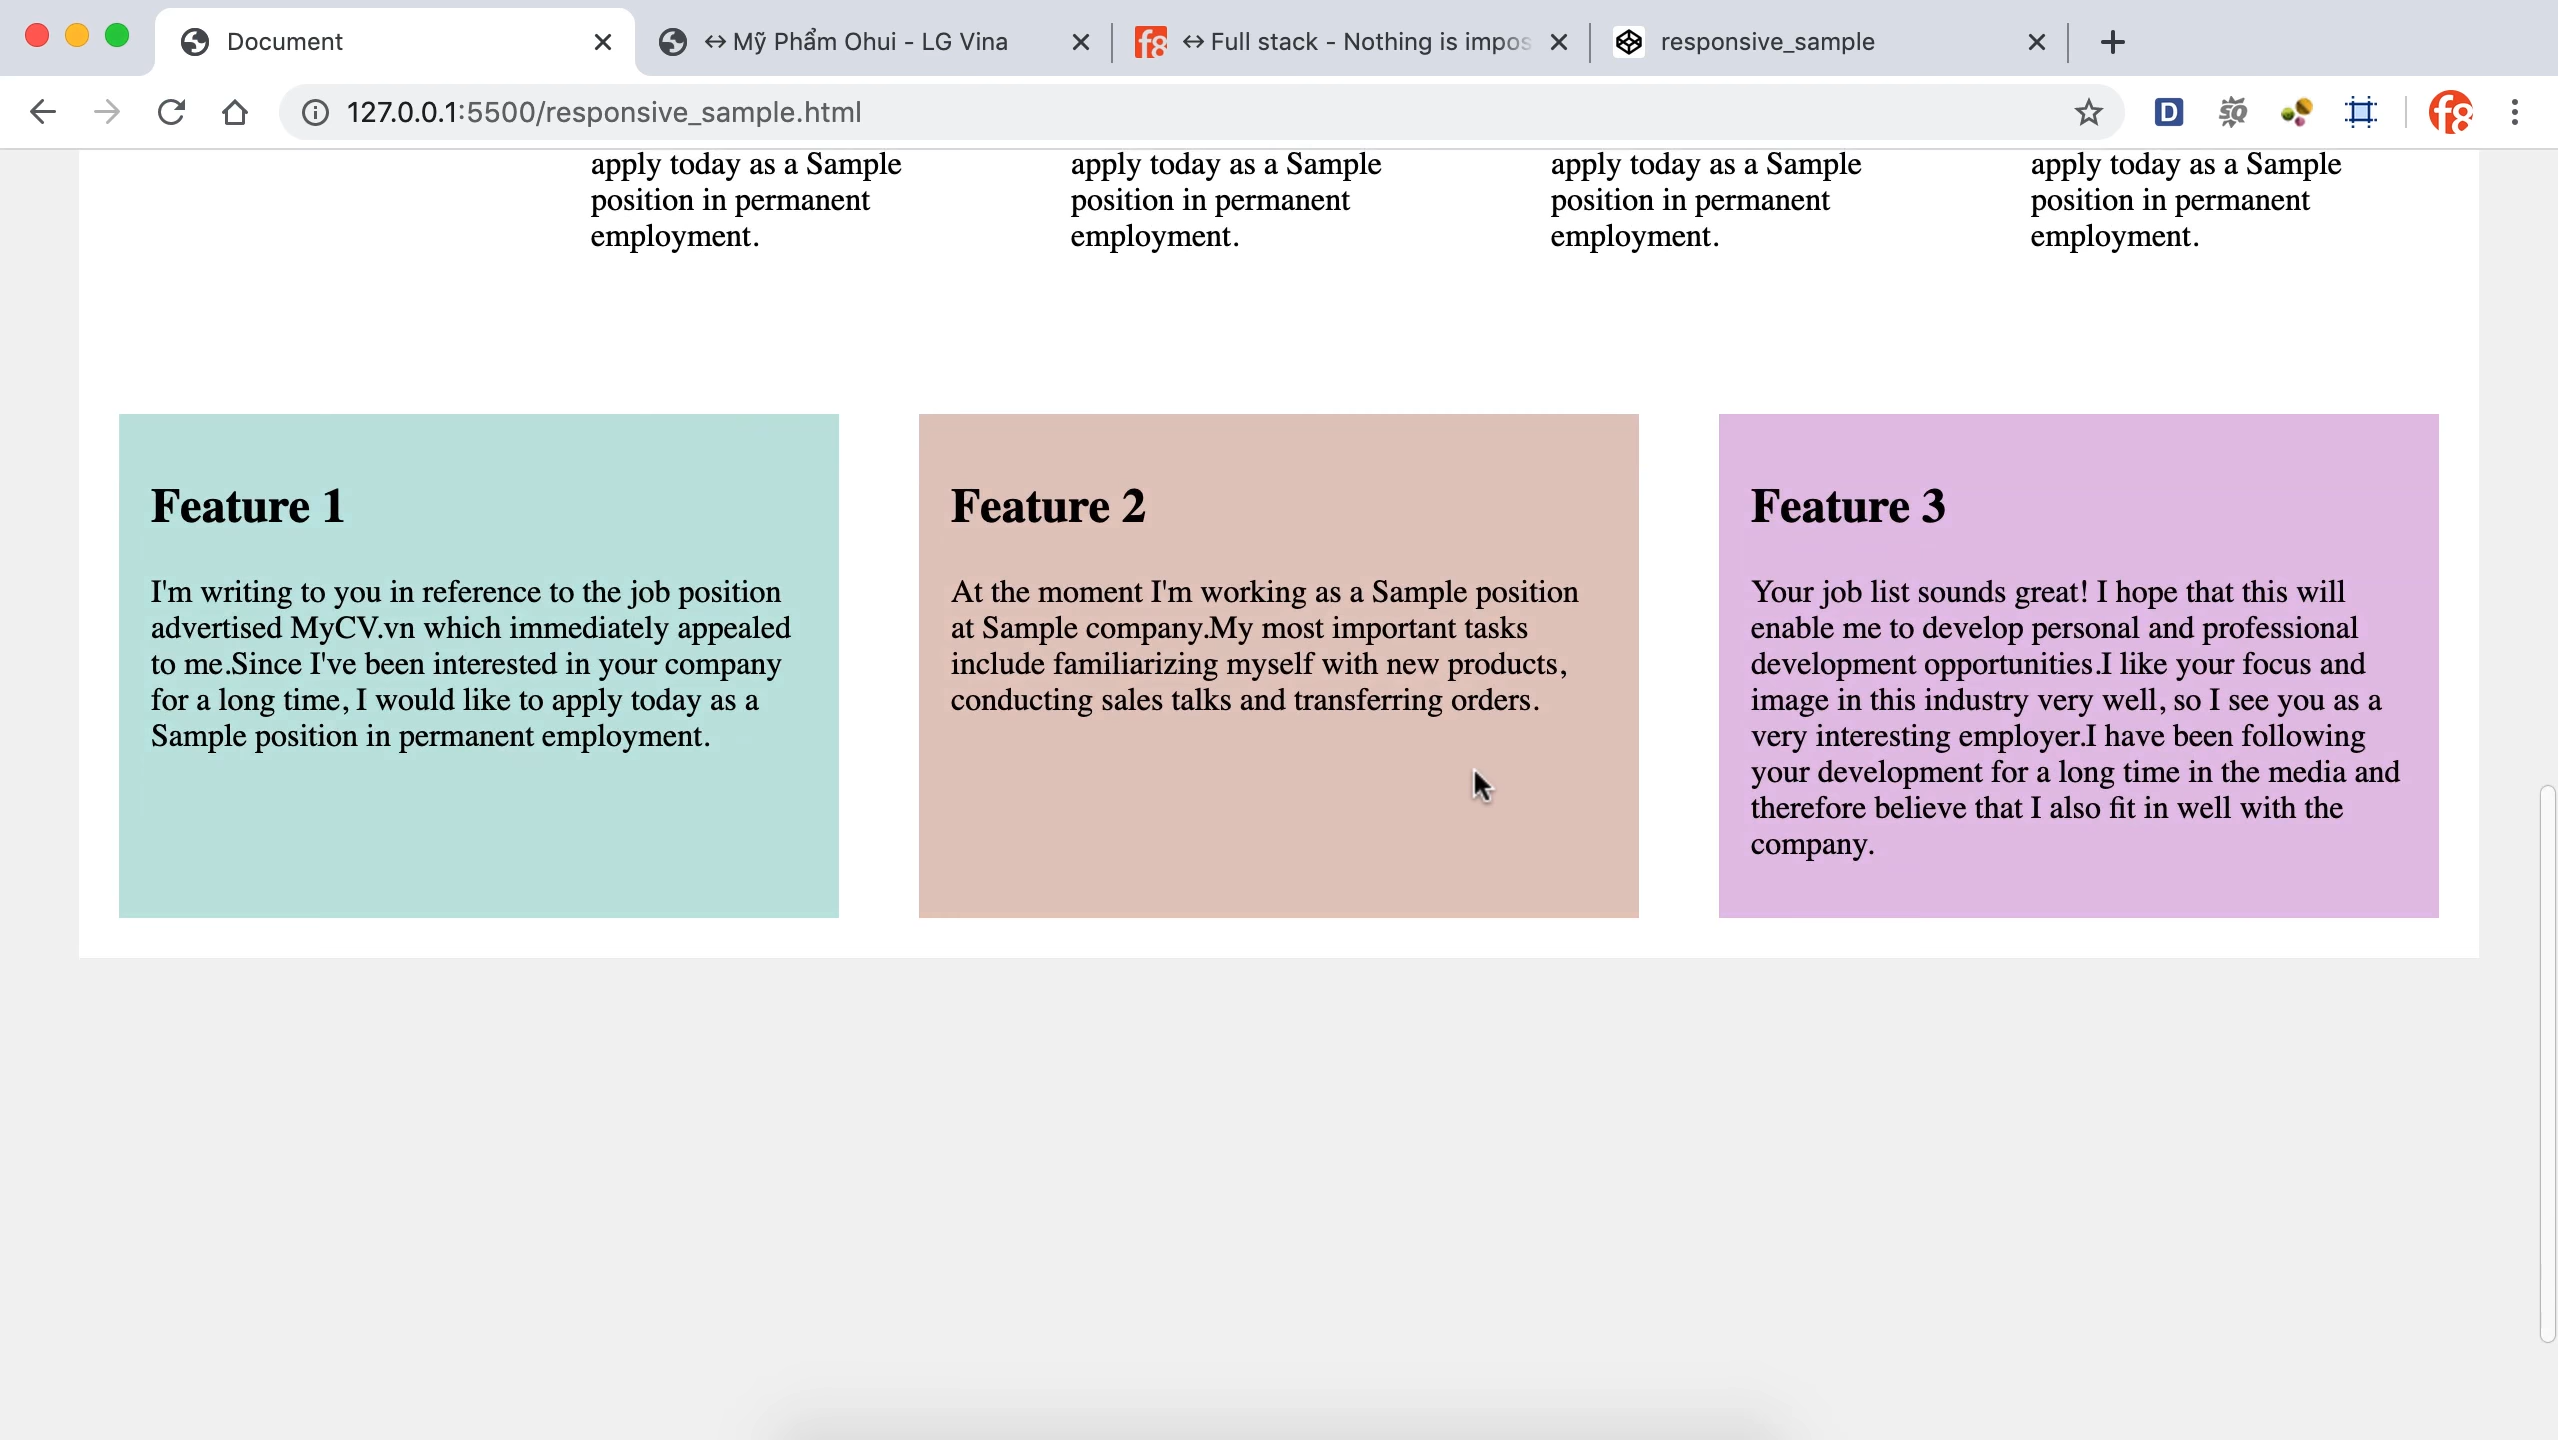 Document
↔ Mỹ Phẩm Ohui - LG Vina
f8
↔ Full stack - Nothing is impos
responsive_sample
127.0.0.1:5500/responsive_sample.html
D
SQ
f8
apply today as a Sample
position in permanent
employment.
apply today as a Sample
position in permanent
employment.
apply today as a Sample
position in permanent
employment.
apply today as a Sample
position in permanent
employment.
Feature 1
I'm writing to you in reference to the job position
advertised MyCV.vn which immediately appealed
to me.Since I've been interested in your company
for a long time, I would like to apply today as a
Sample position in permanent employment.
Feature 2
At the moment I'm working as a Sample position
at Sample company.My most important tasks
include familiarizing myself with new products,
conducting sales talks and transferring orders.
Feature 3
Your job list sounds great! I hope that this will
enable me to develop personal and professional
development opportunities.I like your focus and
image in this industry very well, so I see you as a
very interesting employer.I have been following
your development for a long time in the media and
therefore believe that I also fit in well with the
company.